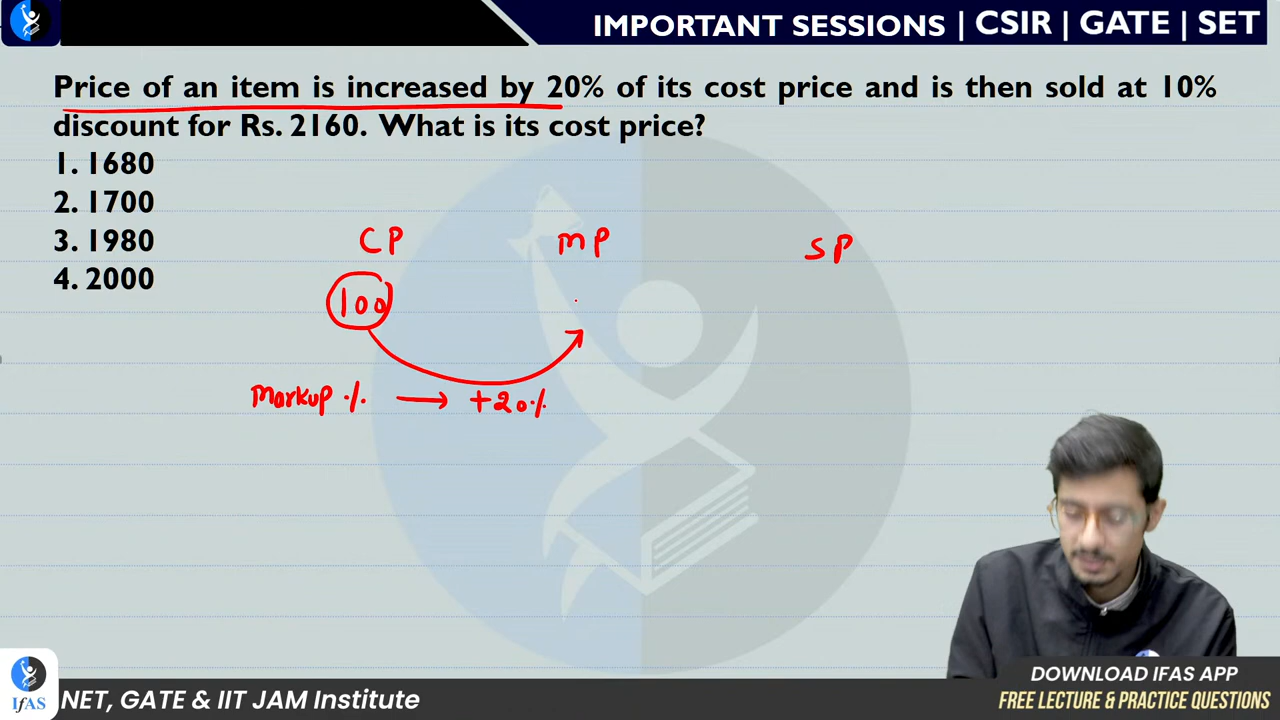 IMPORTANT SESSIONS | CSIR | GATE | SET
Price of an item is increased by 20% of its cost price and is then sold at 10%
discount for Rs. 2160. What is its cost price?
1. 1680
2. 1700
3. 1980
4. 2000
CP MP SP
100
Markup % → +20%
IFAS
NET, GATE & IIT JAM Institute
DOWNLOAD IFAS APP
FREE LECTURE & PRACTICE QUESTIONS